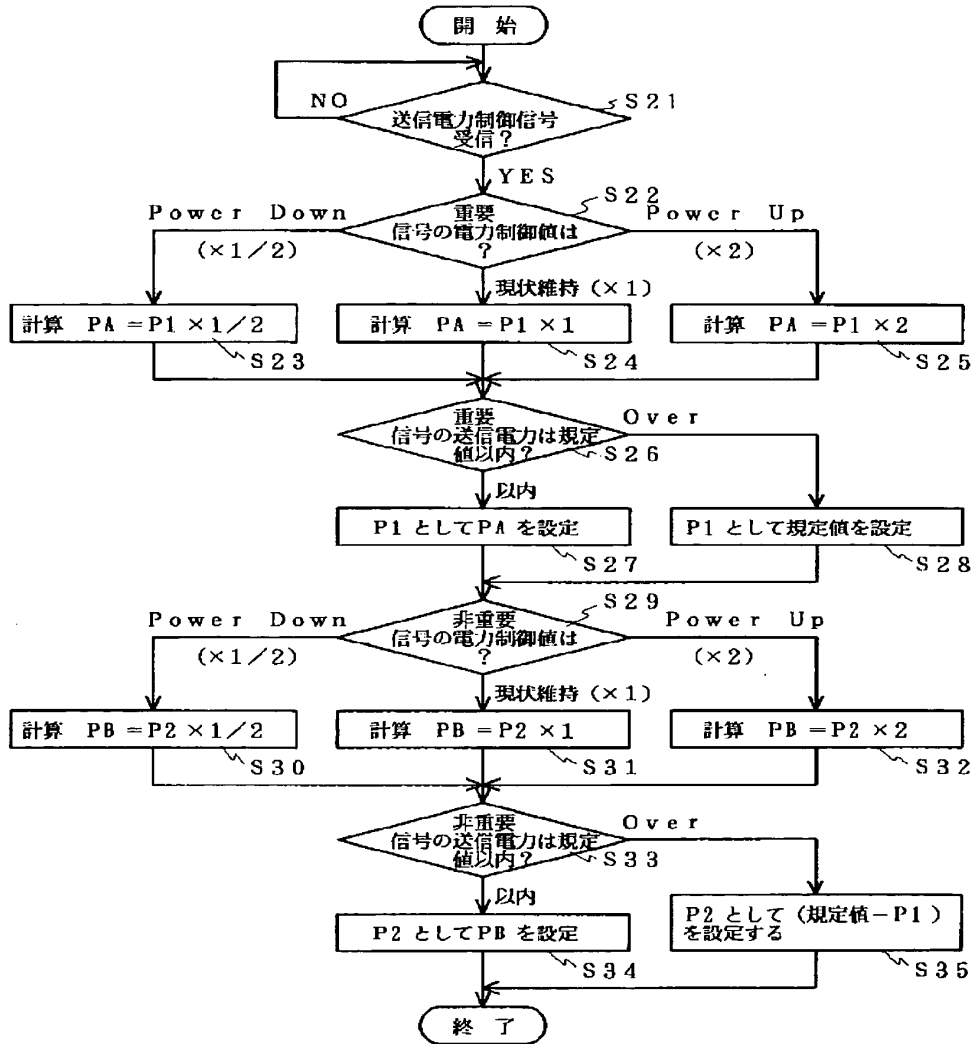 開 始
NO
S21
送信電力制御信号
受信？
YES
S22
Power Down
重要
Power Up
(×1/2)
信号の電力制御値は
？
(×2)
現状維持(×1)
計算 PA=P1×1/2
計算 PA=P1×1
計算 PA=P1×2
S23
S24
S25
重要
Over
信号の送信電力は規定
値以内？
S26
以内
P1としてPAを設定
P1として規定値を設定
S27
S28
S29
Power Down
非重要
Power Up
(×1/2)
信号の電力制御値は
？
(×2)
現状維持(×1)
計算 PB=P2×1/2
計算 PB=P2×1
計算 PB=P2×2
S30
S31
S32
非重要
Over
信号の送信電力は規定
値以内？
S33
以内
P2としてPBを設定
P2として(規定値-P1)
を設定する
S34
S35
終 了